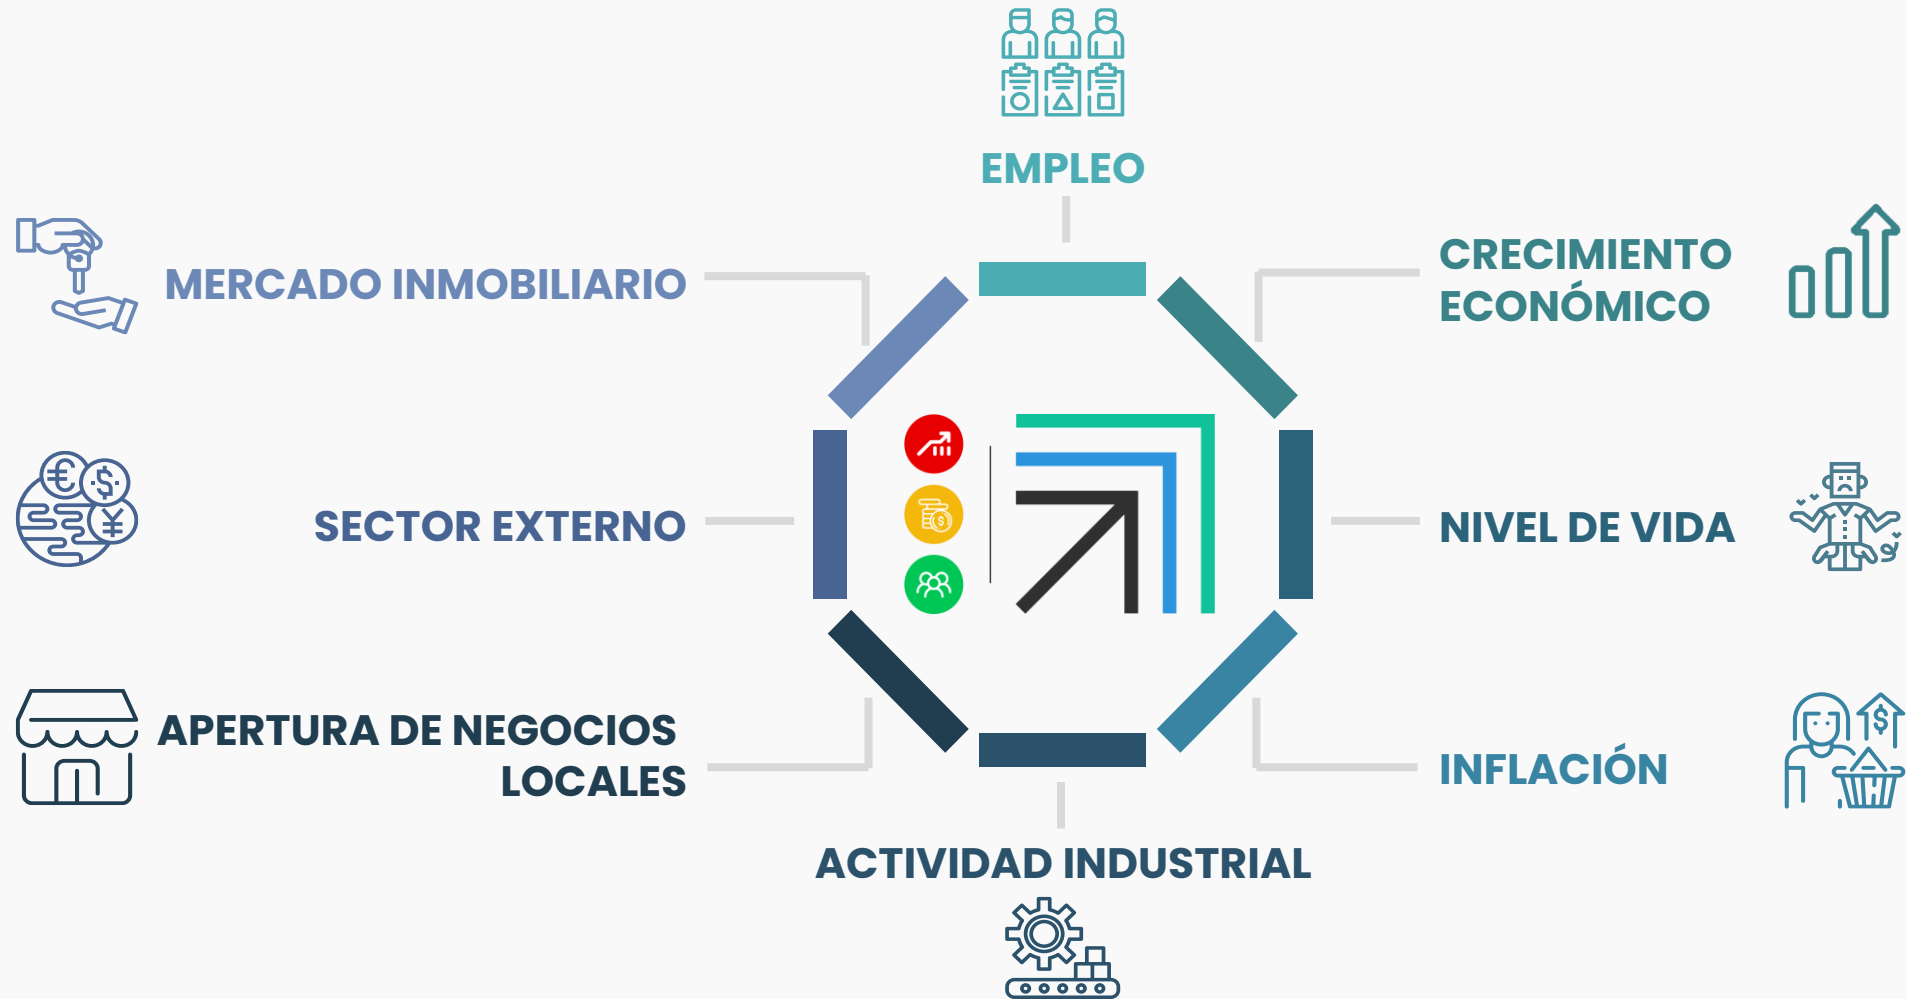 EMPLEO
MERCADO INMOBILIARIO
CRECIMIENTO
ECONÓMICO
SECTOR EXTERNO
NIVEL DE VIDA
APERTURA DE NEGOCIOS
LOCALES
INFLACIÓN
ACTIVIDAD INDUSTRIAL